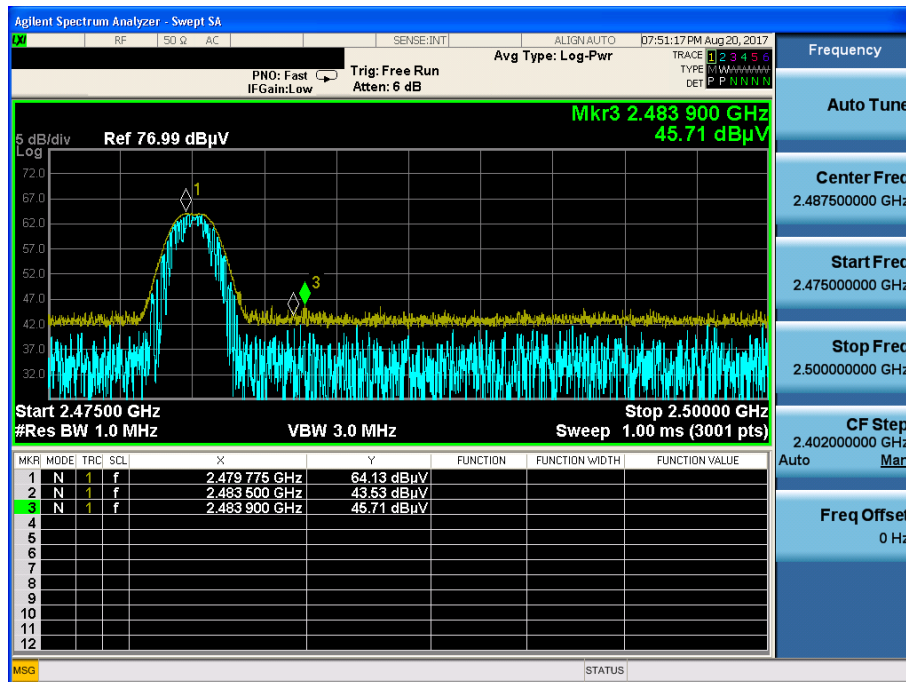 Agilent Spectrum Analyzer - Swept SA
LXI RF 50 Ω AC SENSE:INT ALIGN AUTO 07:51:17 PM Aug 20, 2017
Avg Type: Log-Pwr TRACE 1 2 3 4 5 6
PNO: Fast Trig: Free Run TYPE M W W W W W
IFGain:Low Atten: 6 dB DET P P N N N N
Mkr3 2.483 900 GHz
45.71 dBµV
5 dB/div Ref 76.99 dBµV
Log
72.0
67.0
62.0
57.0
52.0
47.0
42.0
37.0
32.0
1
3
Start 2.47500 GHz Stop 2.50000 GHz
#Res BW 1.0 MHz VBW 3.0 MHz Sweep 1.00 ms (3001 pts)
MKR MODE TRC SCL X Y FUNCTION FUNCTION WIDTH FUNCTION VALUE
1 N 1 f 2.479 775 GHz 64.13 dBµV
2 N 1 f 2.483 500 GHz 43.53 dBµV
3 N 1 f 2.483 900 GHz 45.71 dBµV
4
5
6
7
8
9
10
11
12
MSG STATUS
Frequency
Auto Tune
Center Freq
2.487500000 GHz
Start Freq
2.475000000 GHz
Stop Freq
2.500000000 GHz
CF Step
2.402000000 GHz
Auto Man
Freq Offset
0 Hz